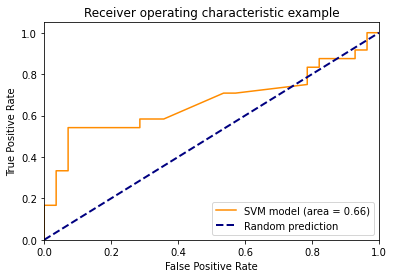 Receiver operating characteristic example
True Positive Rate
1.0
0.8
0.6
0.4
0.2
0.0
SVM model (area = 0.66)
Random prediction
0.0 0.2 0.4 0.6 0.8 1.0
False Positive Rate